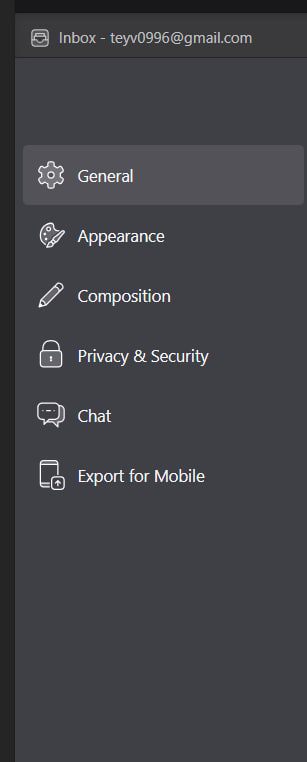 Inbox - teyv0996@gmail.com
General
Appearance
Composition
Privacy & Security
Chat
Export for Mobile